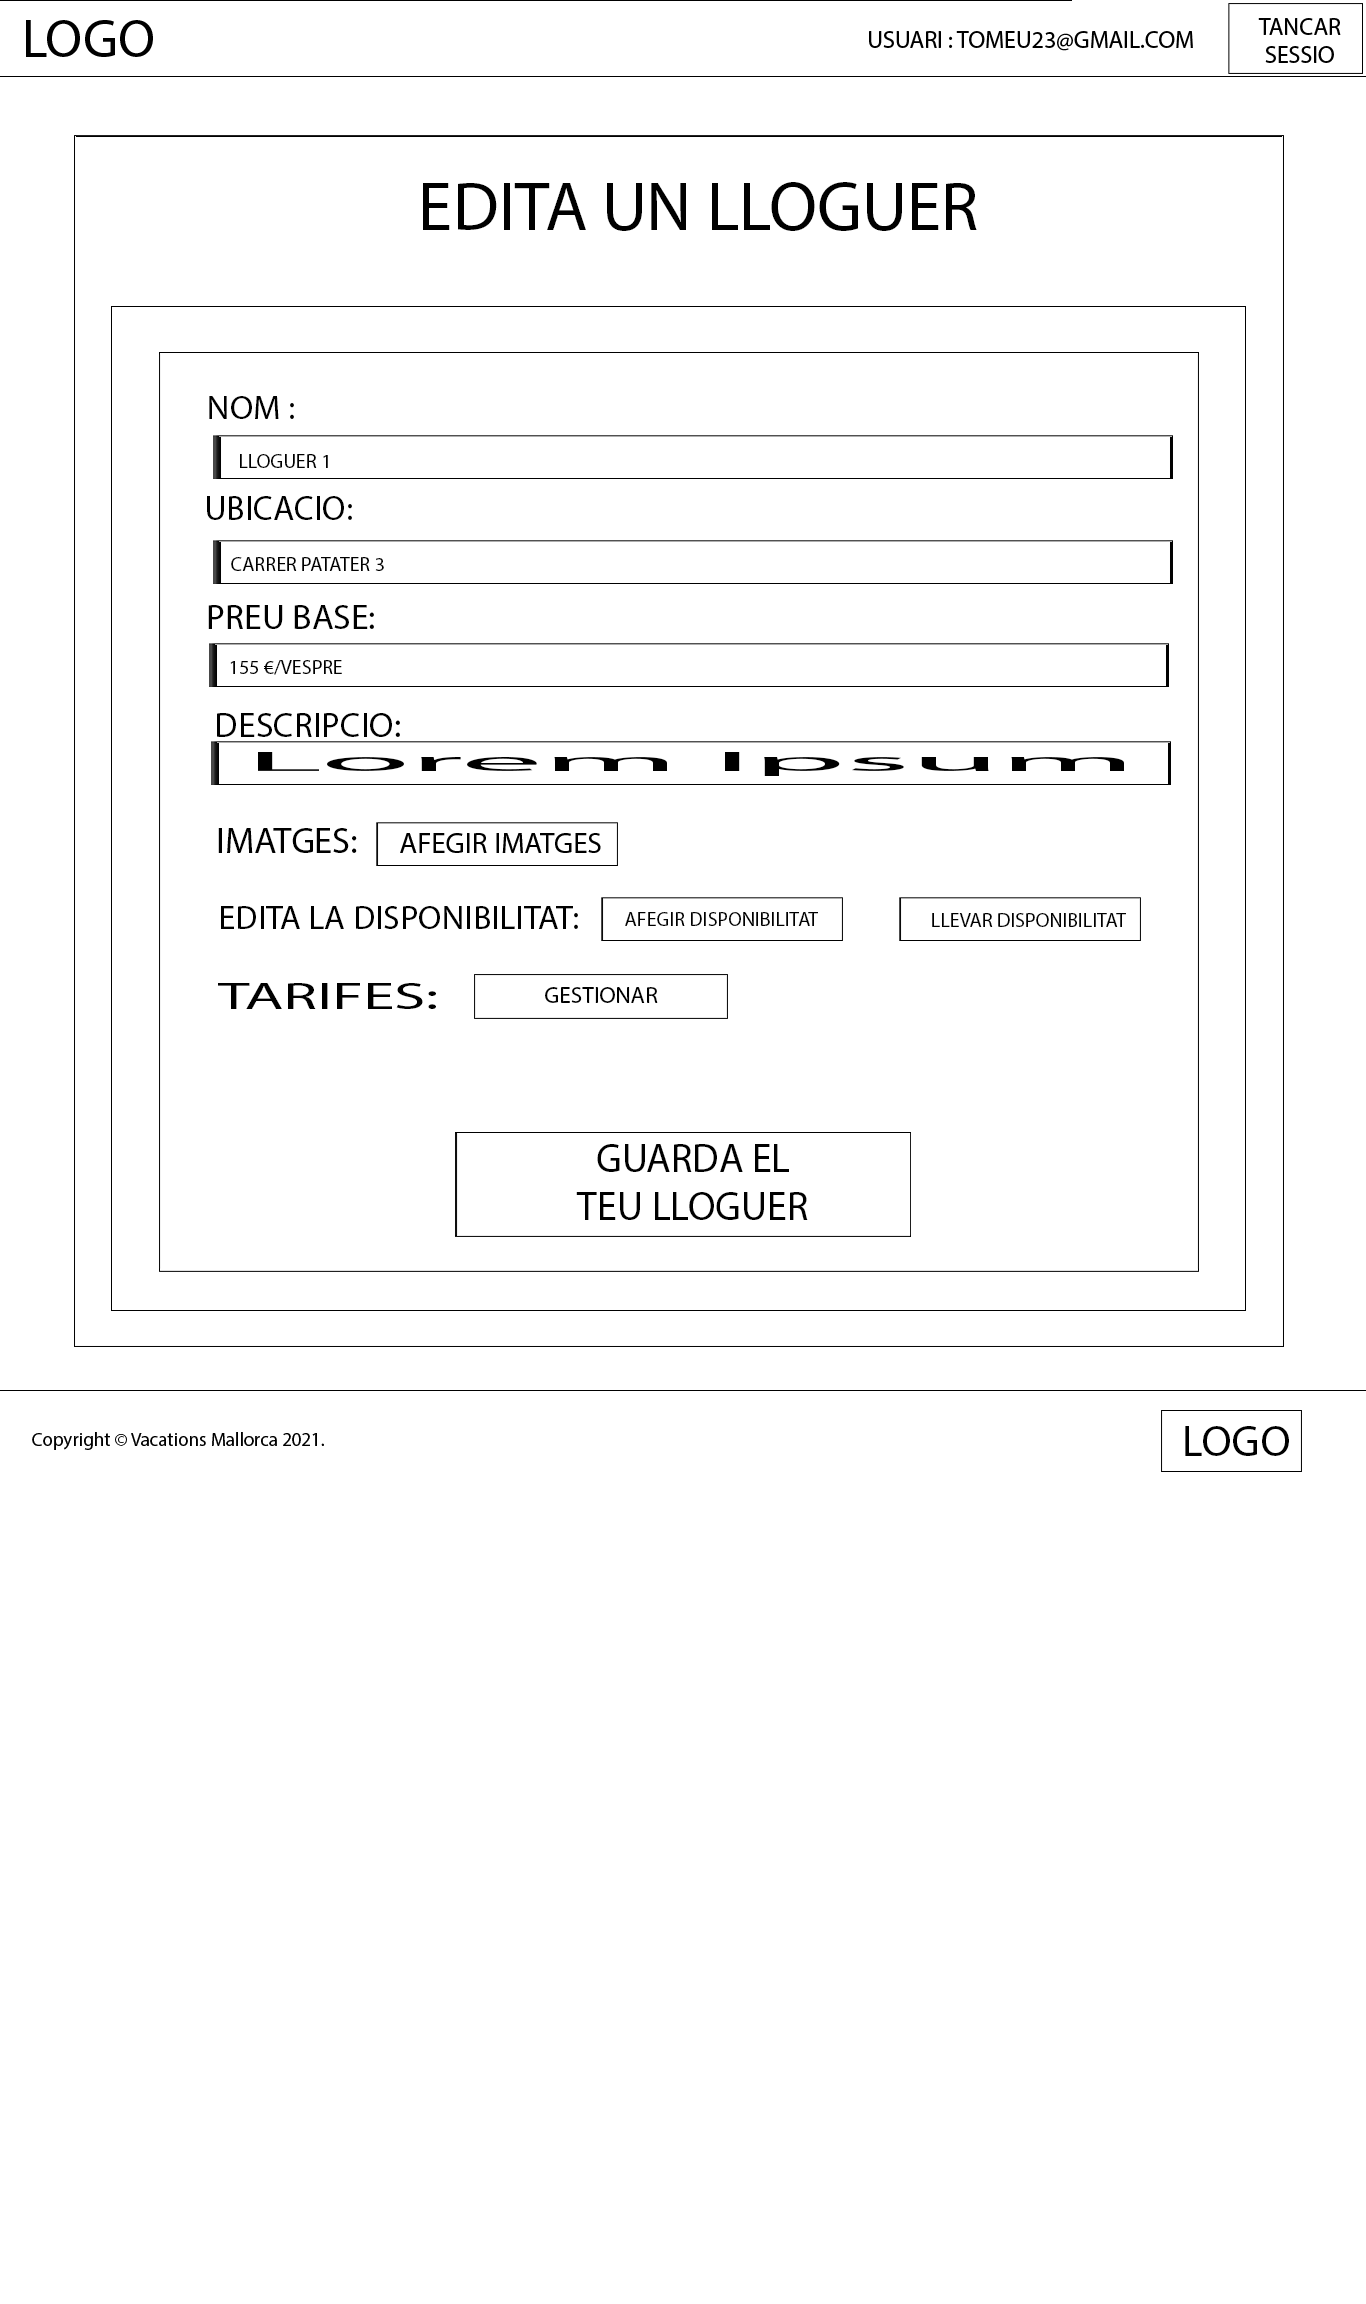 LOGO
USUARI : TOMEU23@GMAIL.COM
TANCAR
SESSIO
EDITA UN LLOGUER
NOM :
LLOGUER 1
UBICACIO:
CARRER PATATER 3
PREU BASE:
155 €/VESPRE
DESCRIPCIO:
Lorem Ipsum
IMATGES: AFEGIR IMATGES
EDITA LA DISPONIBILITAT: AFEGIR DISPONIBILITAT LLEVAR DISPONIBILITAT
TARIFES: GESTIONAR
GUARDA EL
TEU LLOGUER
Copyright © Vacations Mallorca 2021.
LOGO